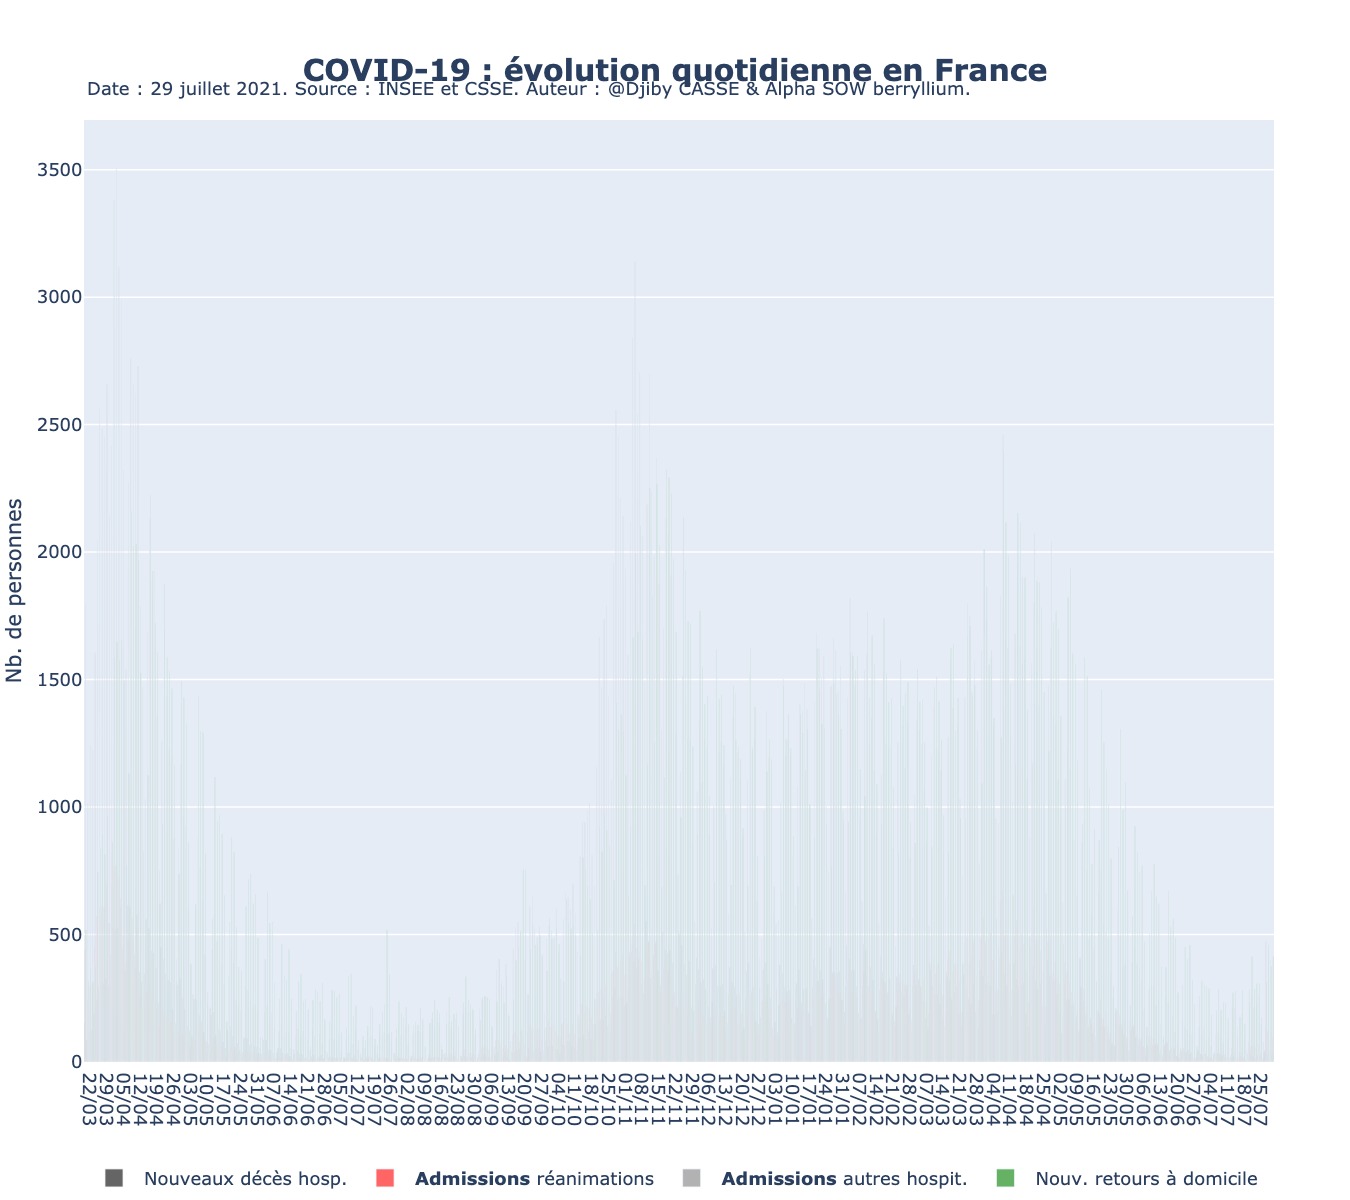 COVID-19 : évolution quotidienne en France
Date : 29 juillet 2021. Source : INSEE et CSSE. Auteur : @Djiby CASSE & Alpha SOW berryllium.
Nb. de personnes
3500
3000
2500
2000
1500
1000
500
0
22/03 29/03 05/04 12/04 19/04 26/04 03/05 10/05 17/05 24/05 31/05 07/06 14/06 21/06 28/06 05/07 12/07 19/07 26/07 02/08 09/08 16/08 23/08 30/08 06/09 13/09 20/09 27/09 04/10 11/10 18/10 25/10 01/11 08/11 15/11 22/11 29/11 06/12 13/12 20/12 27/12 03/01 10/01 17/01 24/01 31/01 07/02 14/02 21/02 28/02 07/03 14/03 21/03 28/03 04/04 11/04 18/04 25/04 02/05 09/05 16/05 23/05 30/05 06/06 13/06 20/06 27/06 04/07 11/07 18/07 25/07
Nouveaux décès hosp. Admissions réanimations Admissions autres hospit. Nouv. retours à domicile